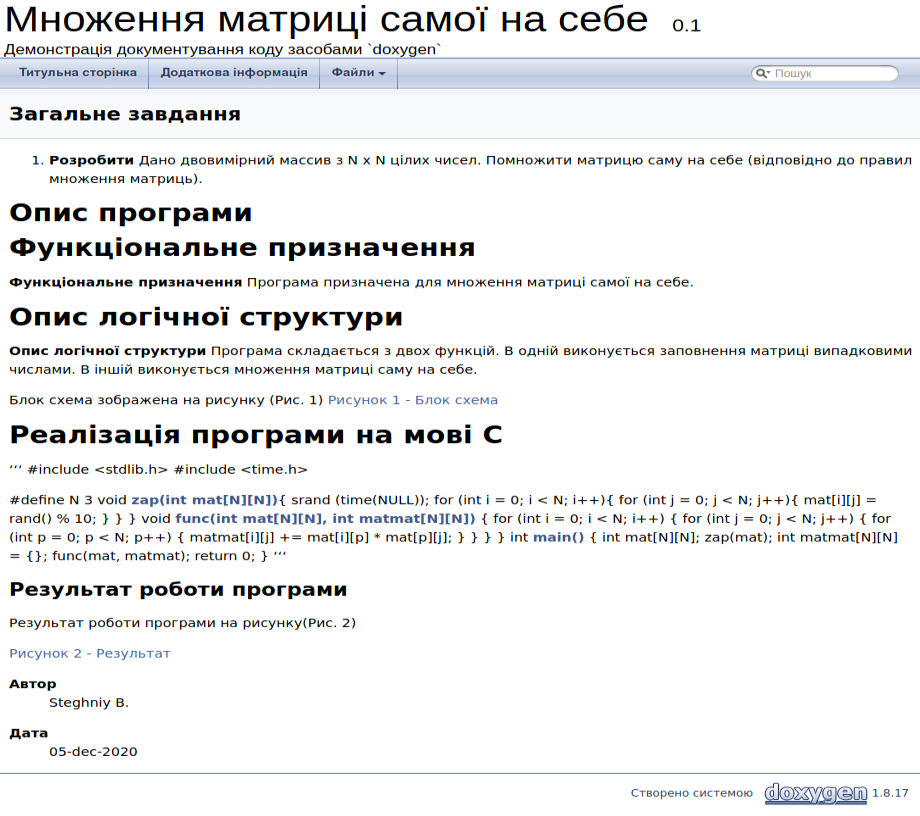 Множення матриці самої на себе 0.1
Демонстрація документування коду засобами `doxygen`
Титульна сторінка Додаткова інформація Файли Пошук
Загальне завдання
1. Розробити Дано двовимірний массив з N x N цілих чисел. Помножити матрицю саму на себе (відповідно до правил
множення матриць).
Опис програми
Функціональне призначення
Функціональне призначення Програма призначена для множення матриці самої на себе.
Опис логічної структури
Опис логічної структури Програма складається з двох функцій. В одній виконується заповнення матриці випадковими
числами. В іншій виконується множення матриці саму на себе.
Блок схема зображена на рисунку (Рис. 1) Рисунок 1 - Блок схема
Реалізація програми на мові С
‘‘‘ #include <stdlib.h> #include <time.h>
#define N 3 void zap(int mat[N][N]){ srand (time(NULL)); for (int i = 0; i < N; i++){ for (int j = 0; j < N; j++){ mat[i][j] =
rand() % 10; } } } void func(int mat[N][N], int matmat[N][N]) { for (int i = 0; i < N; i++) { for (int j = 0; j < N; j++) { for
(int p = 0; p < N; p++) { matmat[i][j] += mat[i][p] * mat[p][j]; } } } } int main() { int mat[N][N]; zap(mat); int matmat[N][N]
= {}; func(mat, matmat); return 0; } ‘‘‘
Результат роботи програми
Результат роботи програми на рисунку(Рис. 2)
Рисунок 2 - Результат
Автор
Steghniy B.
Дата
05-dec-2020
Створено системою doxygen 1.8.17